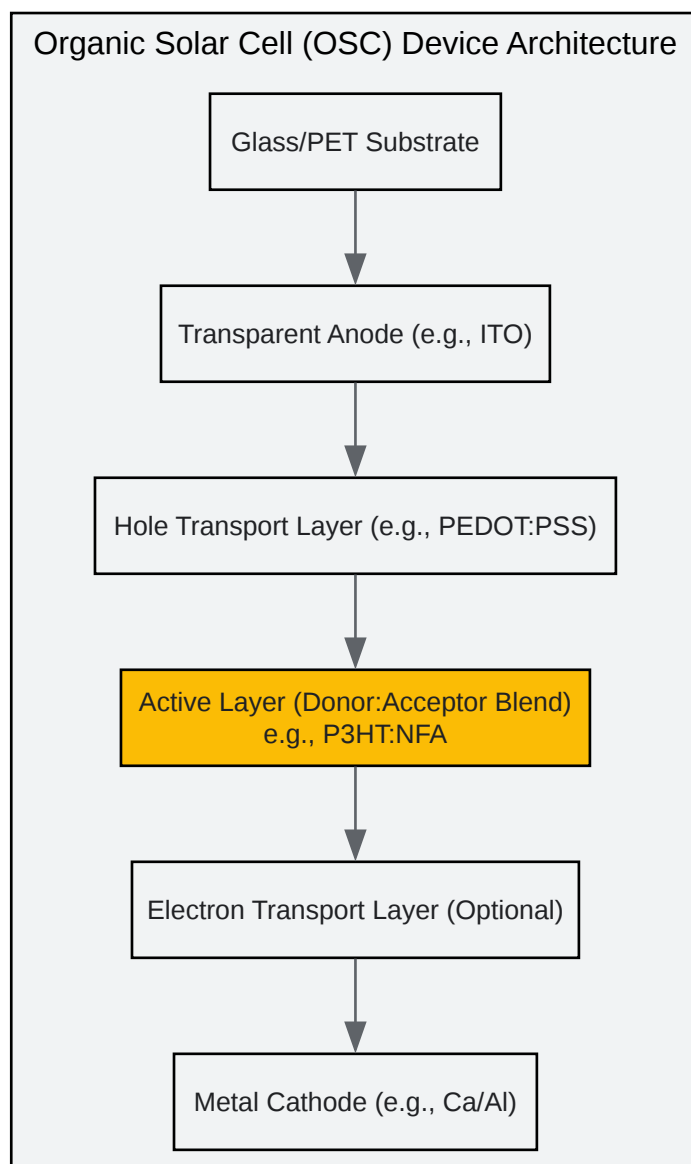 Organic Solar Cell (OSC) Device Architecture
Glass/PET Substrate
Transparent Anode (e.g., ITO)
Hole Transport Layer (e.g., PEDOT:PSS)
Active Layer (Donor:Acceptor Blend)
e.g., P3HT:NFA
Electron Transport Layer (Optional)
Metal Cathode (e.g., Ca/Al)